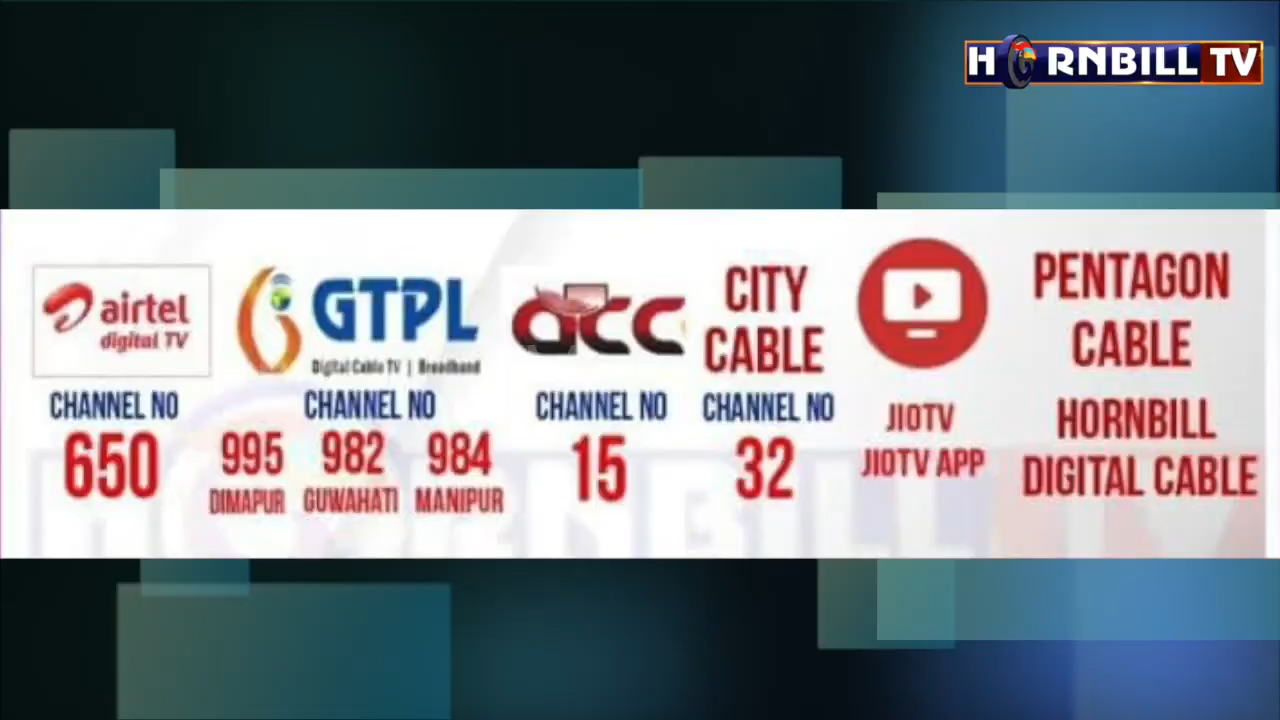 HORNBILL TV
airtel
digital TV
CHANNEL NO
650
GTPL
Digital Cable TV | Broadband
CHANNEL NO
995 982 984
DIMAPUR GUWAHATI MANIPUR
acc
CHANNEL NO
15
CITY
CABLE
CHANNEL NO
32
JIOTV
JIOTV APP
PENTAGON
CABLE
HORNBILL
DIGITAL CABLE
HORNBILL TV